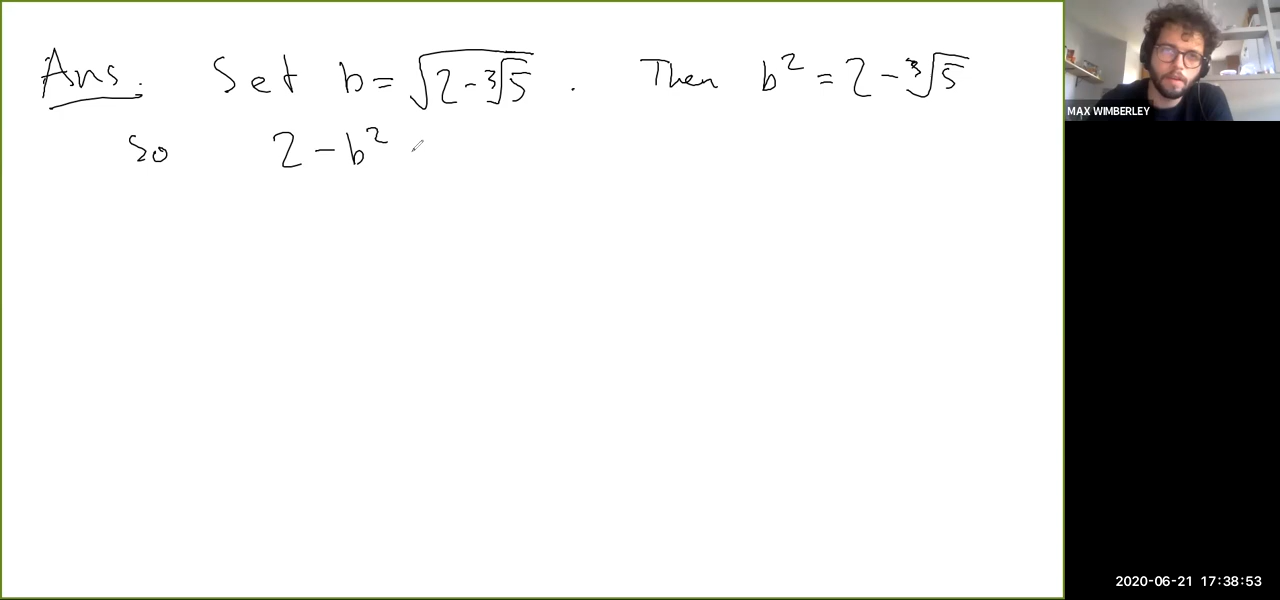 Ans. Set b = √(2-∛5). Then b² = 2-∛5
So 2-b²
MAX WIMBERLEY
2020-06-21 17:38:53